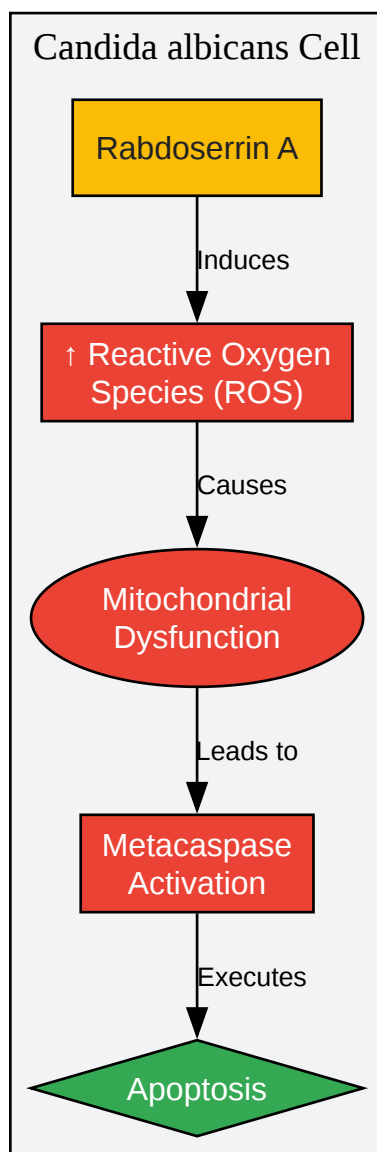 Candida albicans Cell
Rabdoserrin A
Induces
↑ Reactive Oxygen
Species (ROS)
Causes
Mitochondrial
Dysfunction
Leads to
Metacaspase
Activation
Executes
Apoptosis